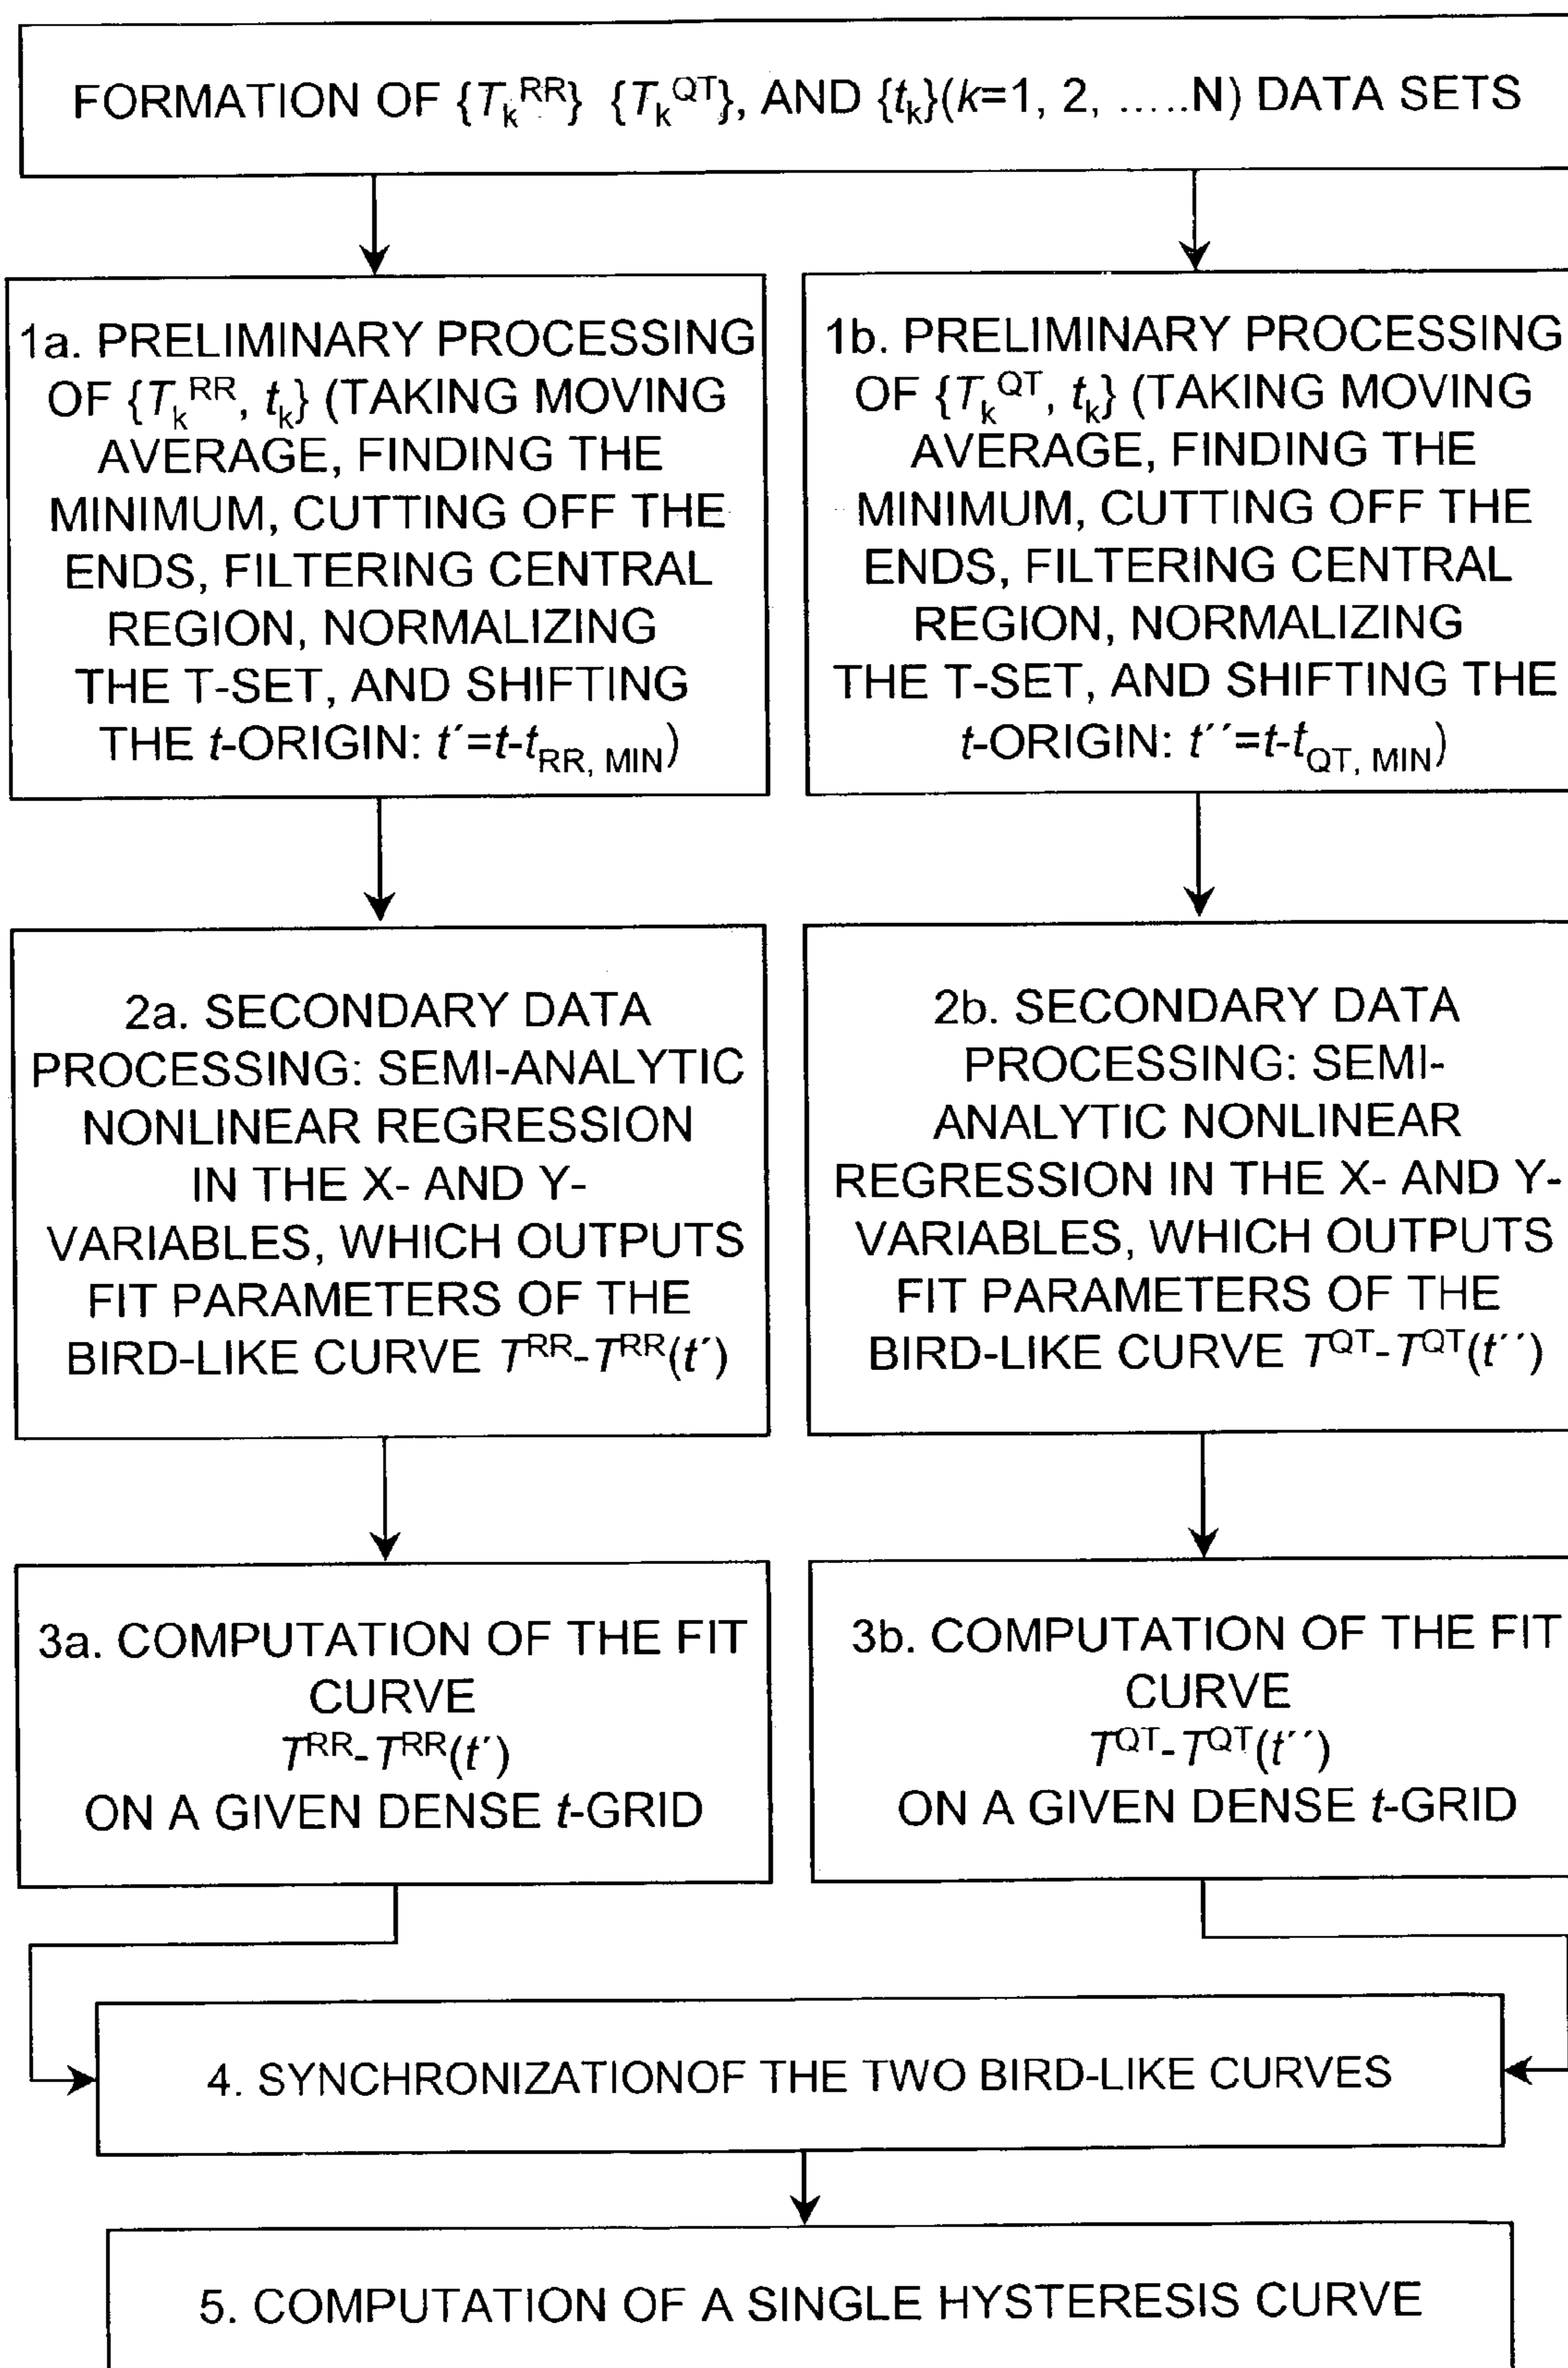 FORMATION OF {T_k^RR} {T_k^QT}, AND {t_k}(k=1, 2, .....N) DATA SETS
1a. PRELIMINARY PROCESSING
OF {T_k^RR, t_k} (TAKING MOVING
AVERAGE, FINDING THE
MINIMUM, CUTTING OFF THE
ENDS, FILTERING CENTRAL
REGION, NORMALIZING
THE T-SET, AND SHIFTING
THE t-ORIGIN: t´=t-t_RR, MIN)
1b. PRELIMINARY PROCESSING
OF {T_k^QT, t_k} (TAKING MOVING
AVERAGE, FINDING THE
MINIMUM, CUTTING OFF THE
ENDS, FILTERING CENTRAL
REGION, NORMALIZING
THE T-SET, AND SHIFTING THE
t-ORIGIN: t´´=t-t_QT, MIN)
2a. SECONDARY DATA
PROCESSING: SEMI-ANALYTIC
NONLINEAR REGRESSION
IN THE X- AND Y-
VARIABLES, WHICH OUTPUTS
FIT PARAMETERS OF THE
BIRD-LIKE CURVE T^RR-T^RR(t´)
2b. SECONDARY DATA
PROCESSING: SEMI-
ANALYTIC NONLINEAR
REGRESSION IN THE X- AND Y-
VARIABLES, WHICH OUTPUTS
FIT PARAMETERS OF THE
BIRD-LIKE CURVE T^QT-T^QT(t´´)
3a. COMPUTATION OF THE FIT
CURVE
T^RR-T^RR(t´)
ON A GIVEN DENSE t-GRID
3b. COMPUTATION OF THE FIT
CURVE
T^QT-T^QT(t´´)
ON A GIVEN DENSE t-GRID
4. SYNCHRONIZATIONOF THE TWO BIRD-LIKE CURVES
5. COMPUTATION OF A SINGLE HYSTERESIS CURVE